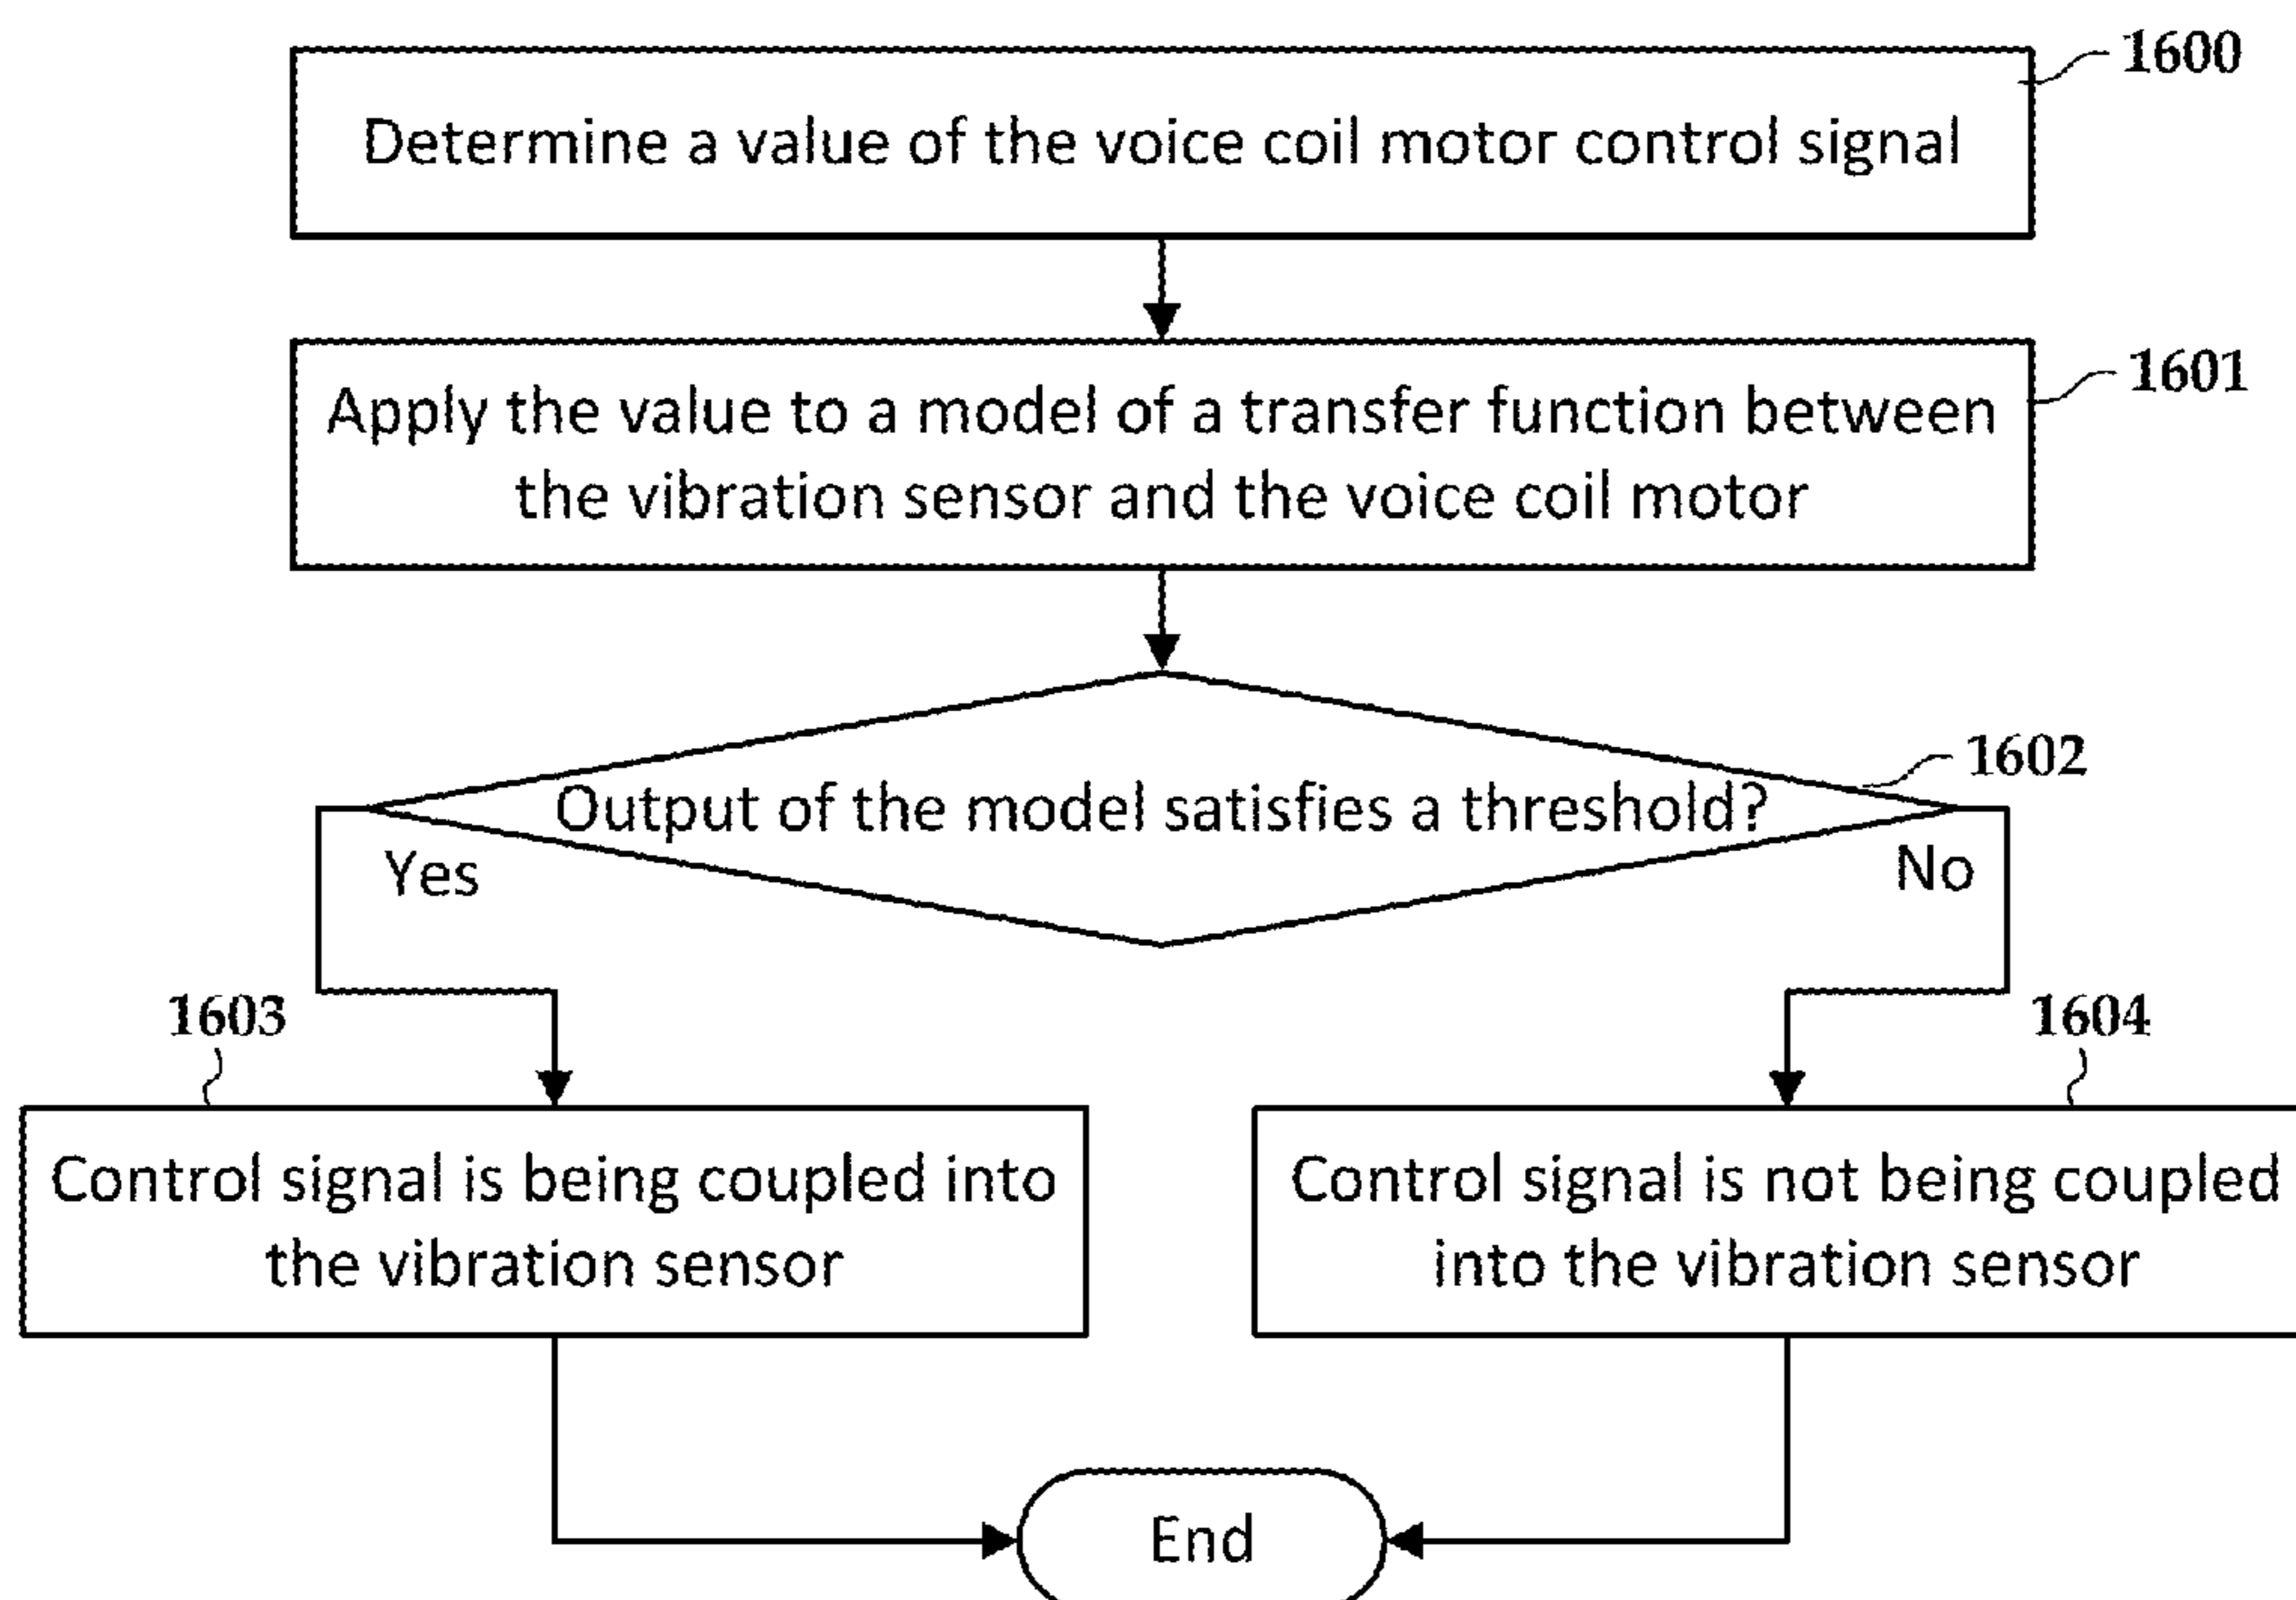 1600
Determine a value of the voice coil motor control signal
1601
Apply the value to a model of a transfer function between
the vibration sensor and the voice coil motor
1602
Output of the model satisfies a threshold?
Yes
No
1603
1604
Control signal is being coupled into
the vibration sensor
Control signal is not being coupled
into the vibration sensor
End